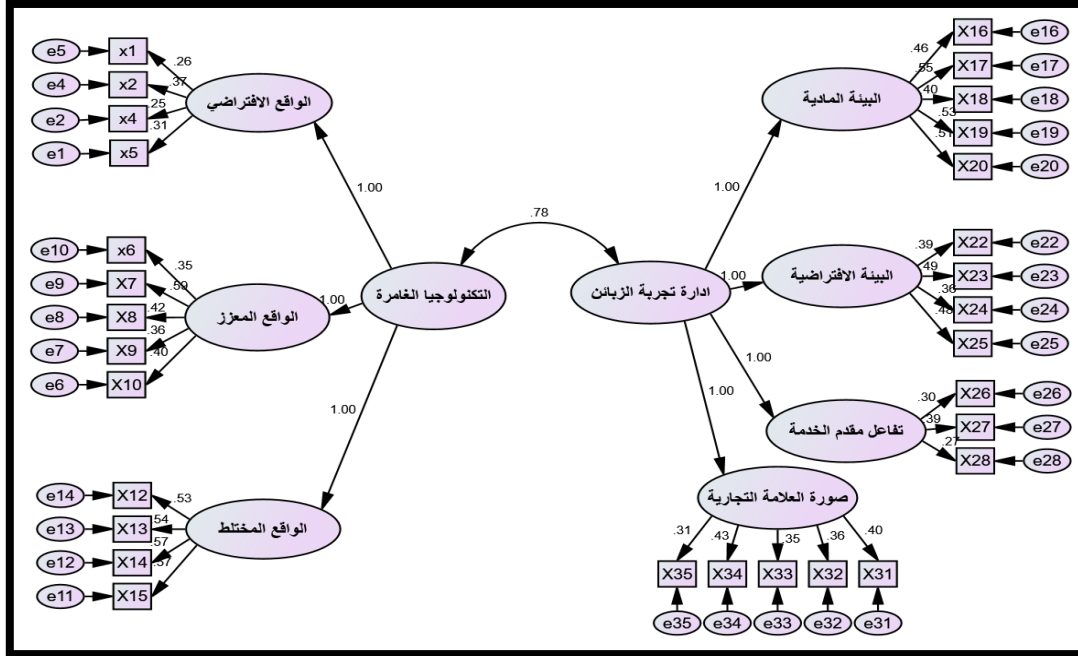 e5 x1 .26
e4 x2 .37
e2 x4 .25
e1 x5 .31
الواقع الافتراضي
1.00
e10 x6 .35
e9 X7 .59
e8 X8 .42
e7 X9 .36
e6 X10 .40
الواقع المعزز
1.00
e14 X12 .53
e13 X13 .54
e12 X14 .57
e11 X15 .57
الواقع المختلط
1.00
التكنولوجيا الغامرة
.78
ادارة تجربة الزبائن
1.00
البيئة المادية
.46 X16 e16
.55 X17 e17
.40 X18 e18
.53 X19 e19
.51 X20 e20
1.00
البيئة الافتراضية
.39 X22 e22
.49 X23 e23
.36 X24 e24
.48 X25 e25
1.00
تفاعل مقدم الخدمة
.30 X26 e26
.39 X27 e27
.27 X28 e28
1.00
صورة العلامة التجارية
.31 .43 .35 .36 .40
X35 X34 X33 X32 X31
e35 e34 e33 e32 e31